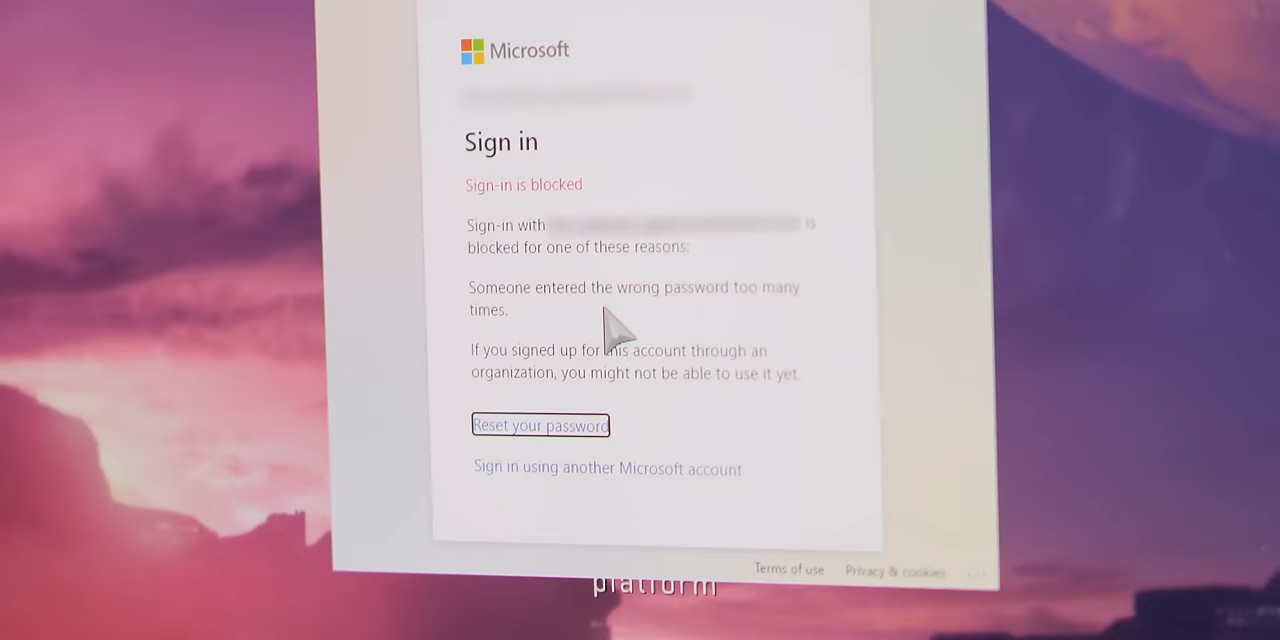 Microsoft
Sign in
Sign-in is blocked
Sign-in with is
blocked for one of these reasons:
Someone entered the wrong password too many
times.
If you signed up for this account through an
organization, you might not be able to use it yet.
Reset your password
Sign in using another Microsoft account
Terms of use Privacy & cookies ...
platform